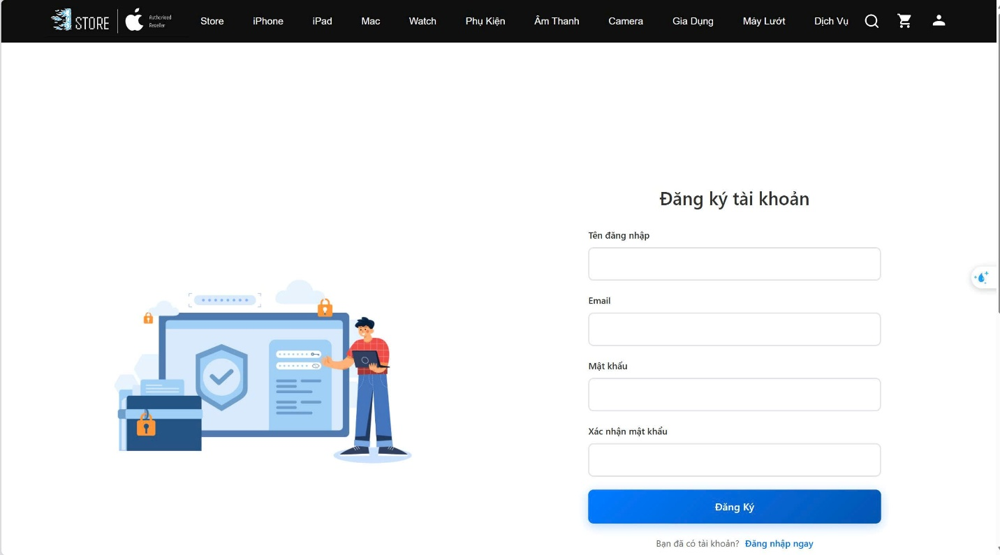 STORE
Authorised
Reseller
Store iPhone iPad Mac Watch Phụ Kiện Âm Thanh Camera Gia Dụng Máy Lướt Dịch Vụ
Đăng ký tài khoản
Tên đăng nhập
Email
Mật khẩu
Xác nhận mật khẩu
Đăng Ký
Bạn đã có tài khoản? Đăng nhập ngay